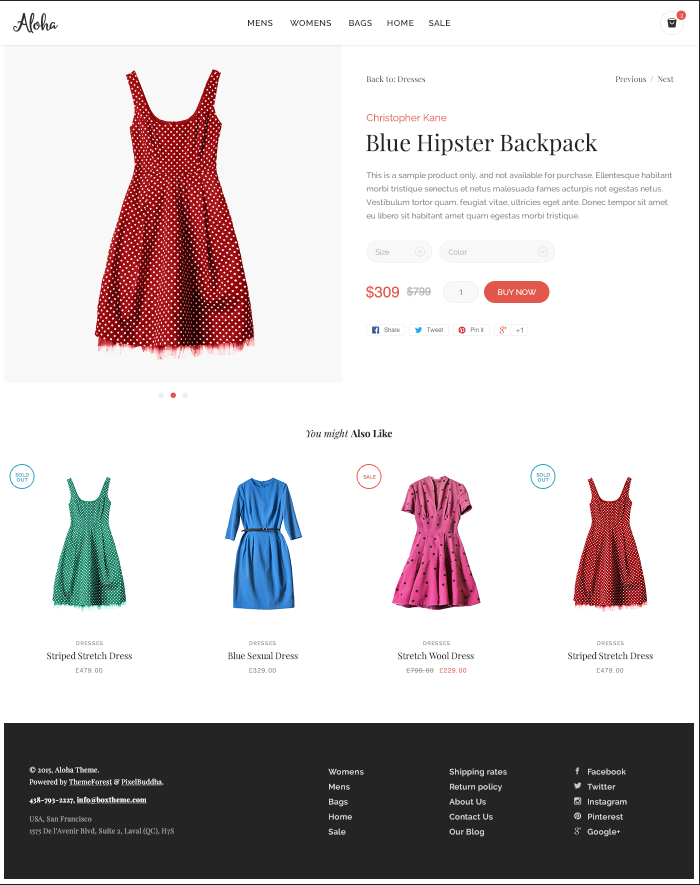 Aloha
MENS WOMENS BAGS HOME SALE
2
Back to: Dresses
Previous / Next
Christopher Kane
Blue Hipster Backpack
This is a sample product only, and not available for purchase. Ellentesque habitant
morbi tristique senectus et netus malesuada fames acturpis not egestas netus.
Vestibulum tortor quam, feugiat vitae, ultricies eget ante. Donec tempor sit amet
eu libero sit habitant amet quam egestas morbi tristique.
Size Color
$309 $799 1 BUY NOW
Share Tweet Pin it +1
You might Also Like
SOLD
OUT
SALE
SOLD
OUT
DRESSES
Striped Stretch Dress
£479.00
DRESSES
Blue Sexual Dress
£329.00
DRESSES
Stretch Wool Dress
£799.00 £229.00
DRESSES
Striped Stretch Dress
£479.00
© 2015, Aloha Theme.
Powered by ThemeForest & PixelBuddha.
438-793-2227, info@boxtheme.com
USA, San Francisco
1575 De l'Avenir Blvd, Suite 2, Laval (QC), H7S
Womens
Mens
Bags
Home
Sale
Shipping rates
Return policy
About Us
Contact Us
Our Blog
Facebook
Twitter
Instagram
Pinterest
Google+